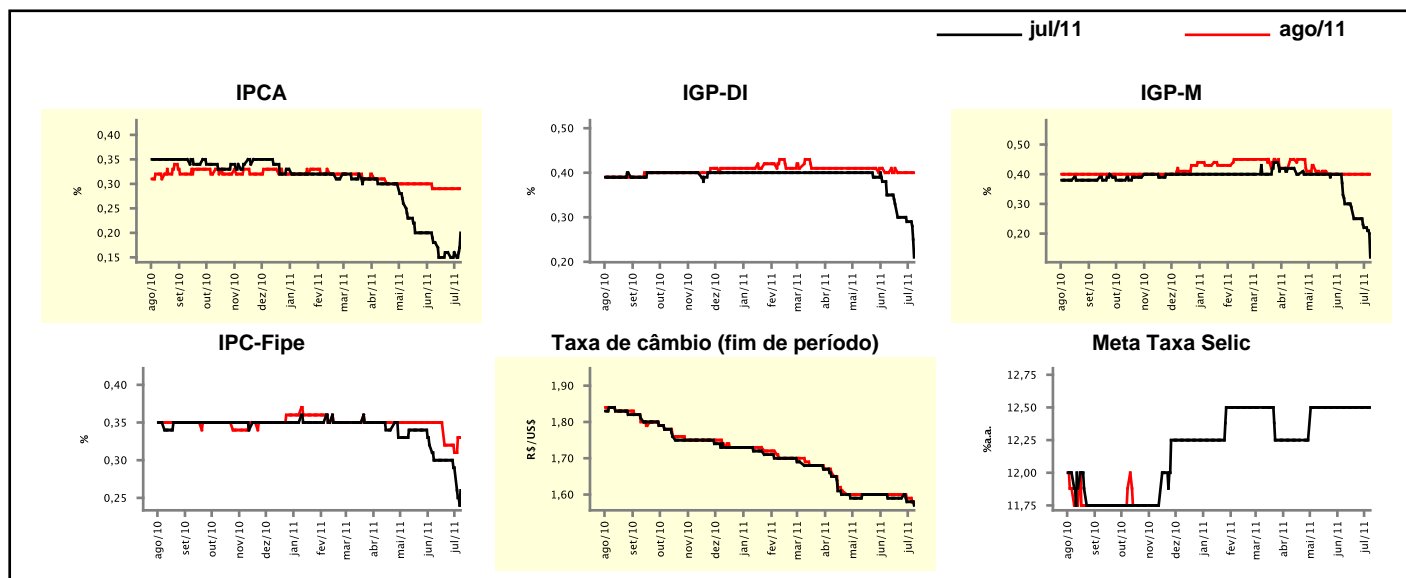 jul/11 ago/11
IPCA
0,40
0,35
0,30
0,25
0,20
0,15
%
ago/10 set/10 out/10 nov/10 dez/10 jan/11 fev/11 mar/11 abr/11 mai/11 jun/11 jul/11
IGP-DI
0,50
0,40
0,30
0,20
%
ago/10 set/10 out/10 nov/10 dez/10 jan/11 fev/11 mar/11 abr/11 mai/11 jun/11 jul/11
IGP-M
0,50
0,40
0,30
0,20
%
ago/10 set/10 out/10 nov/10 dez/10 jan/11 fev/11 mar/11 abr/11 mai/11 jun/11 jul/11
IPC-Fipe
0,40
0,35
0,30
0,25
%
ago/10 set/10 out/10 nov/10 dez/10 jan/11 fev/11 mar/11 abr/11 mai/11 jun/11 jul/11
Taxa de câmbio (fim de período)
1,90
1,80
1,70
1,60
R$/US$
ago/10 set/10 out/10 nov/10 dez/10 jan/11 fev/11 mar/11 abr/11 mai/11 jun/11 jul/11
Meta Taxa Selic
12,75
12,50
12,25
12,00
11,75
%a.a.
ago/10 set/10 out/10 nov/10 dez/10 jan/11 fev/11 mar/11 abr/11 mai/11 jun/11 jul/11